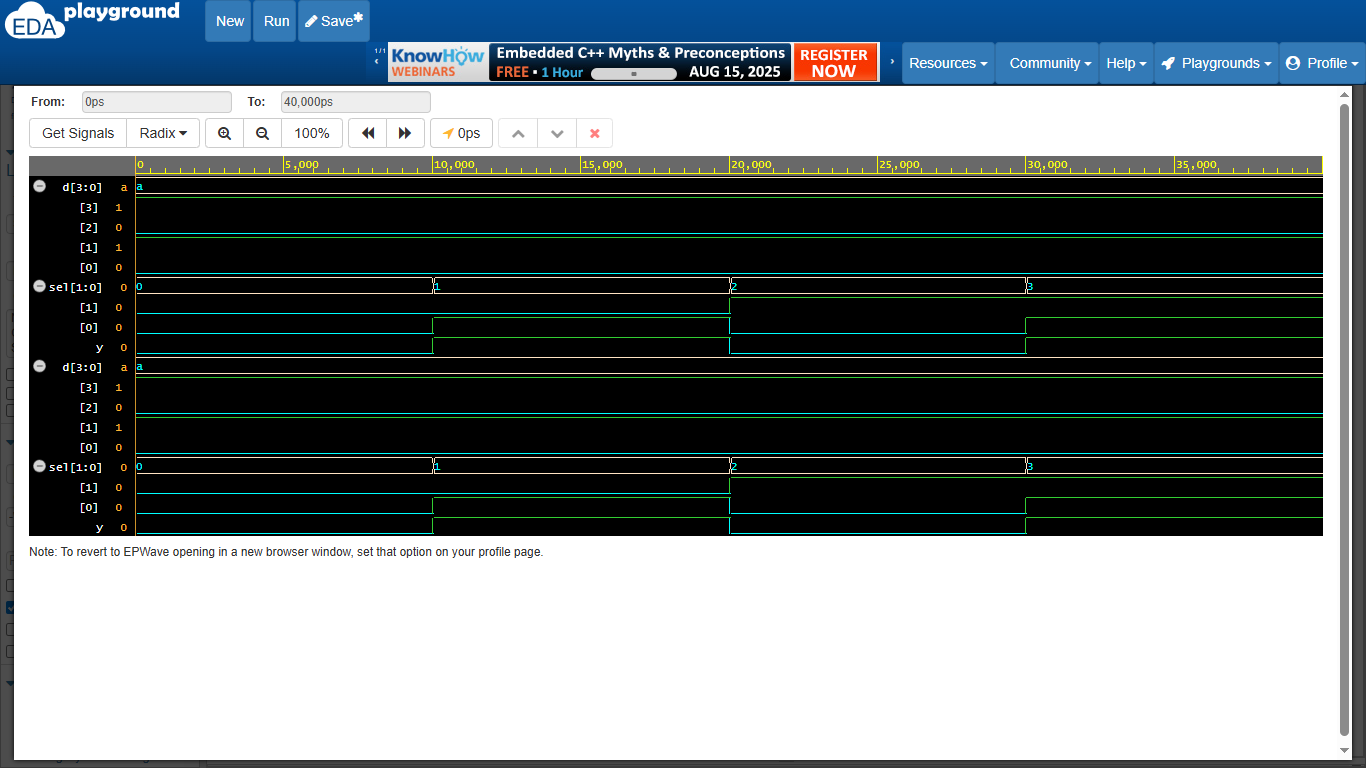 EDA playground
New Run Save*
1/1
KnowHow WEBINARS
Embedded C++ Myths & Preconceptions
FREE • 1 Hour AUG 15, 2025
REGISTER NOW
Resources Community Help Playgrounds Profile
From: 0ps To: 40,000ps
Get Signals Radix 100% 0ps
0 5,000 10,000 15,000 20,000 25,000 30,000 35,000
d[3:0] a a
[3] 1
[2] 0
[1] 1
[0] 0
sel[1:0] 0 0 1 2 3
[1] 0
[0] 0
y 0
d[3:0] a a
[3] 1
[2] 0
[1] 1
[0] 0
sel[1:0] 0 0 1 2 3
[1] 0
[0] 0
y 0
Note: To revert to EPWave opening in a new browser window, set that option on your profile page.